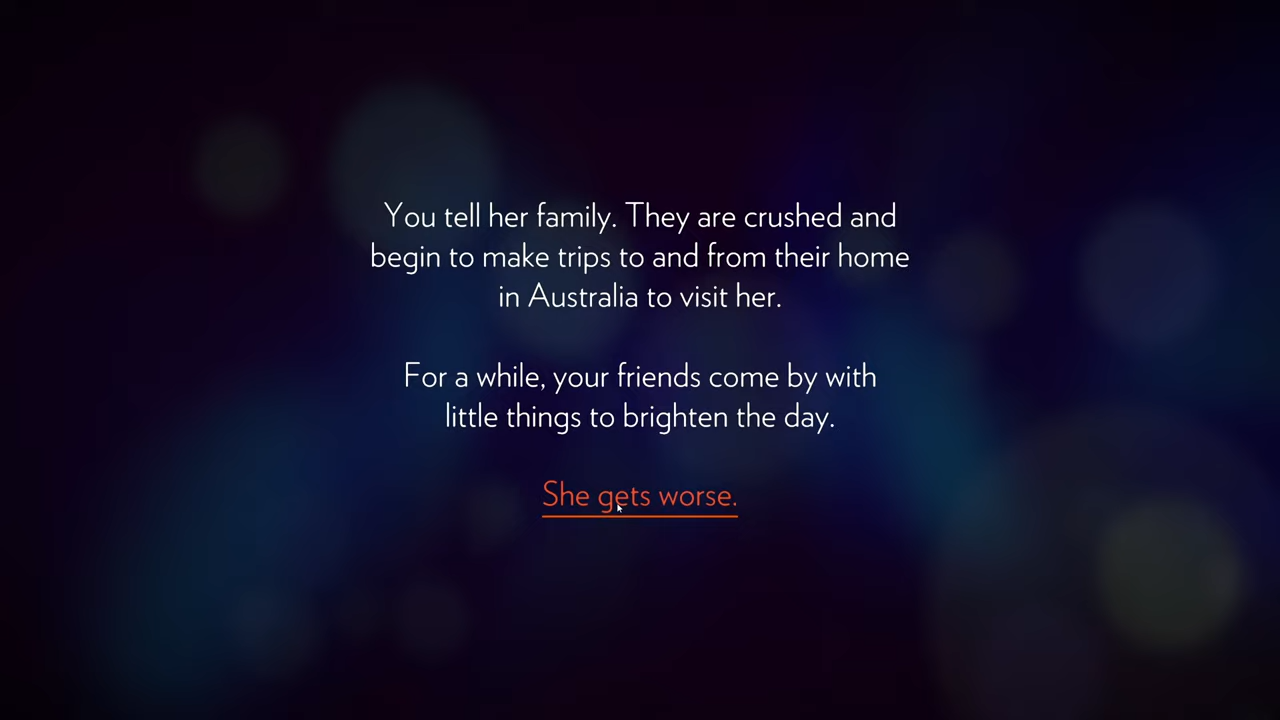 You tell her family. They are crushed and
begin to make trips to and from their home
in Australia to visit her.
For a while, your friends come by with
little things to brighten the day.
She gets worse.